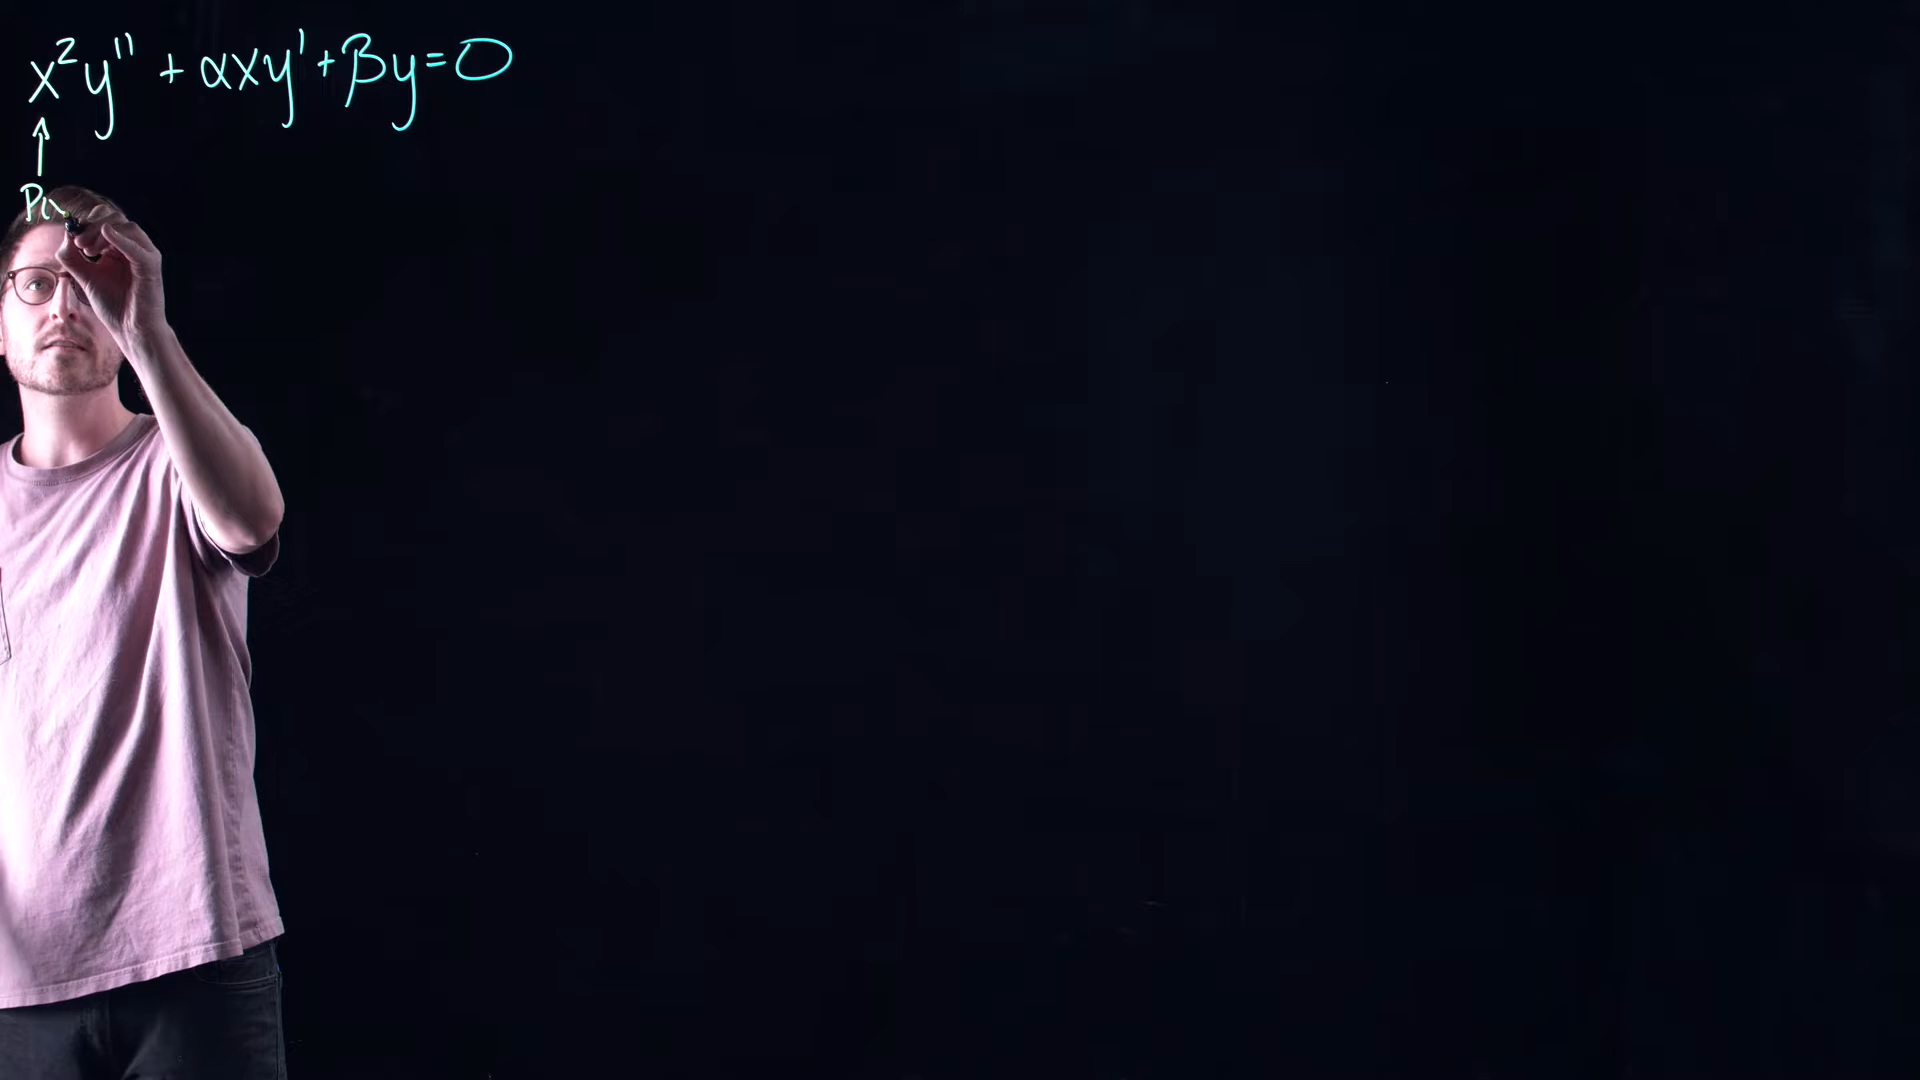 x²y'' + αxy' + βy = 0
↑
P(x